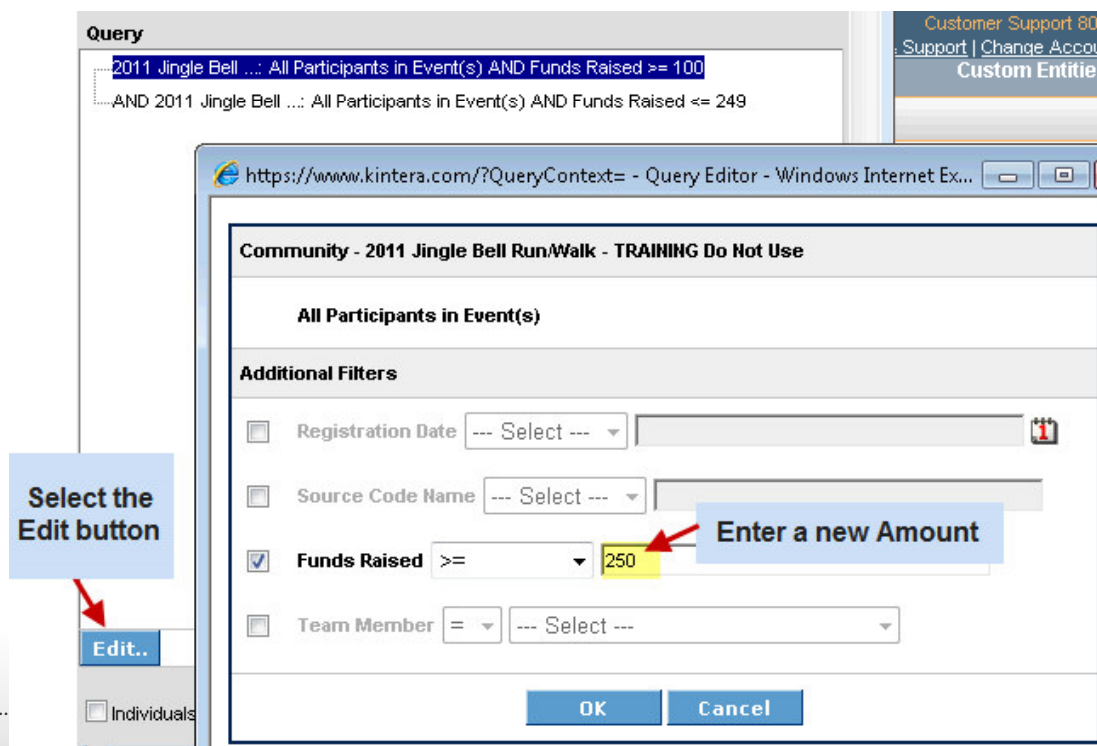 Query
2011 Jingle Bell ...: All Participants in Event(s) AND Funds Raised >= 100
AND 2011 Jingle Bell ...: All Participants in Event(s) AND Funds Raised <= 249
Customer Support 80
Support | Change Accou
Custom Entitie
https://www.kintera.com/?QueryContext= - Query Editor - Windows Internet Ex...
Community - 2011 Jingle Bell Run/Walk - TRAINING Do Not Use
All Participants in Event(s)
Additional Filters
Registration Date --- Select --- 1
Source Code Name --- Select ---
Select the
Edit button
Enter a new Amount
Funds Raised >= 250
Team Member = --- Select ---
Edit..
Individuals
OK Cancel